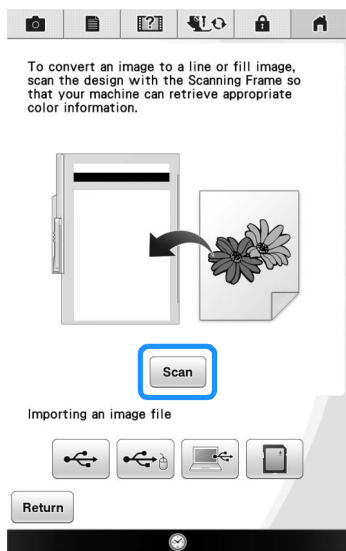 To convert an image to a line or fill image,
scan the design with the Scanning Frame so
that your machine can retrieve appropriate
color information.
Scan
Importing an image file
Return